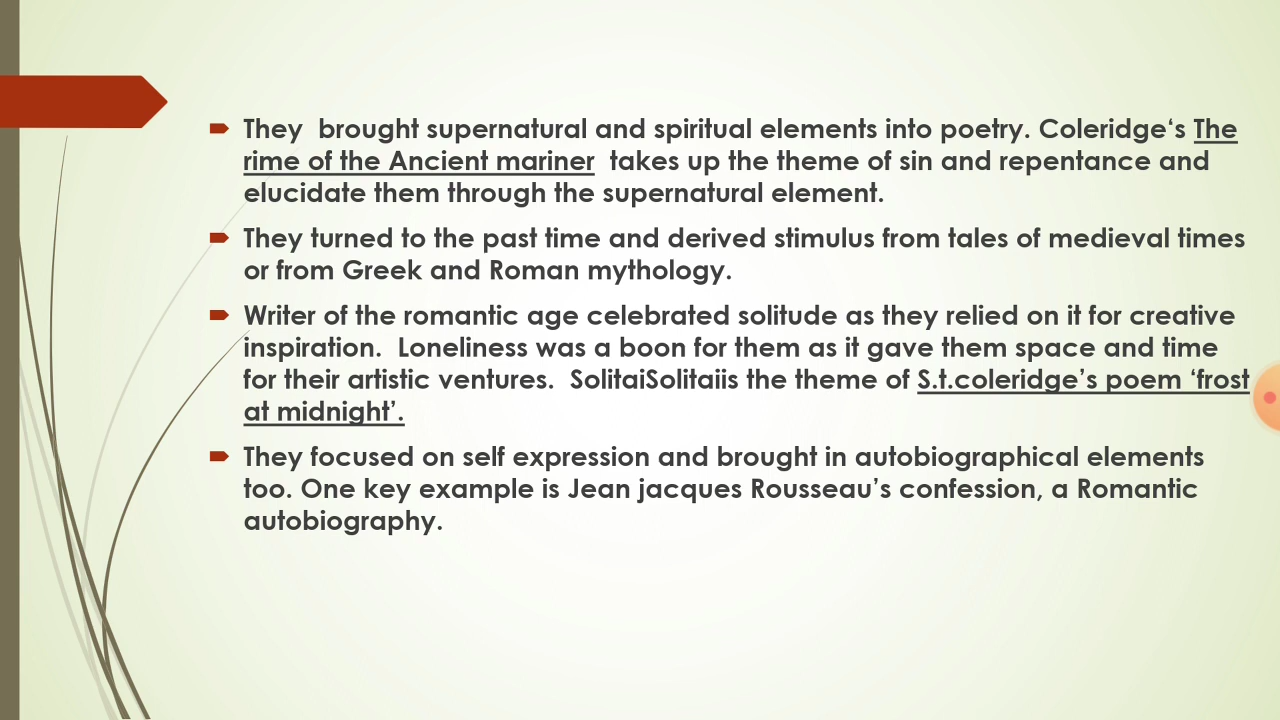 They  brought supernatural and spiritual elements into poetry. Coleridge‘s The
rime of the Ancient mariner  takes up the theme of sin and repentance and
elucidate them through the supernatural element.
They turned to the past time and derived stimulus from tales of medieval times
or from Greek and Roman mythology.
Writer of the romantic age celebrated solitude as they relied on it for creative
inspiration.  Loneliness was a boon for them as it gave them space and time
for their artistic ventures.  SolitaiSolitaiis the theme of S.t.coleridge’s poem ‘frost
at midnight’.
They focused on self expression and brought in autobiographical elements
too. One key example is Jean jacques Rousseau’s confession, a Romantic
autobiography.